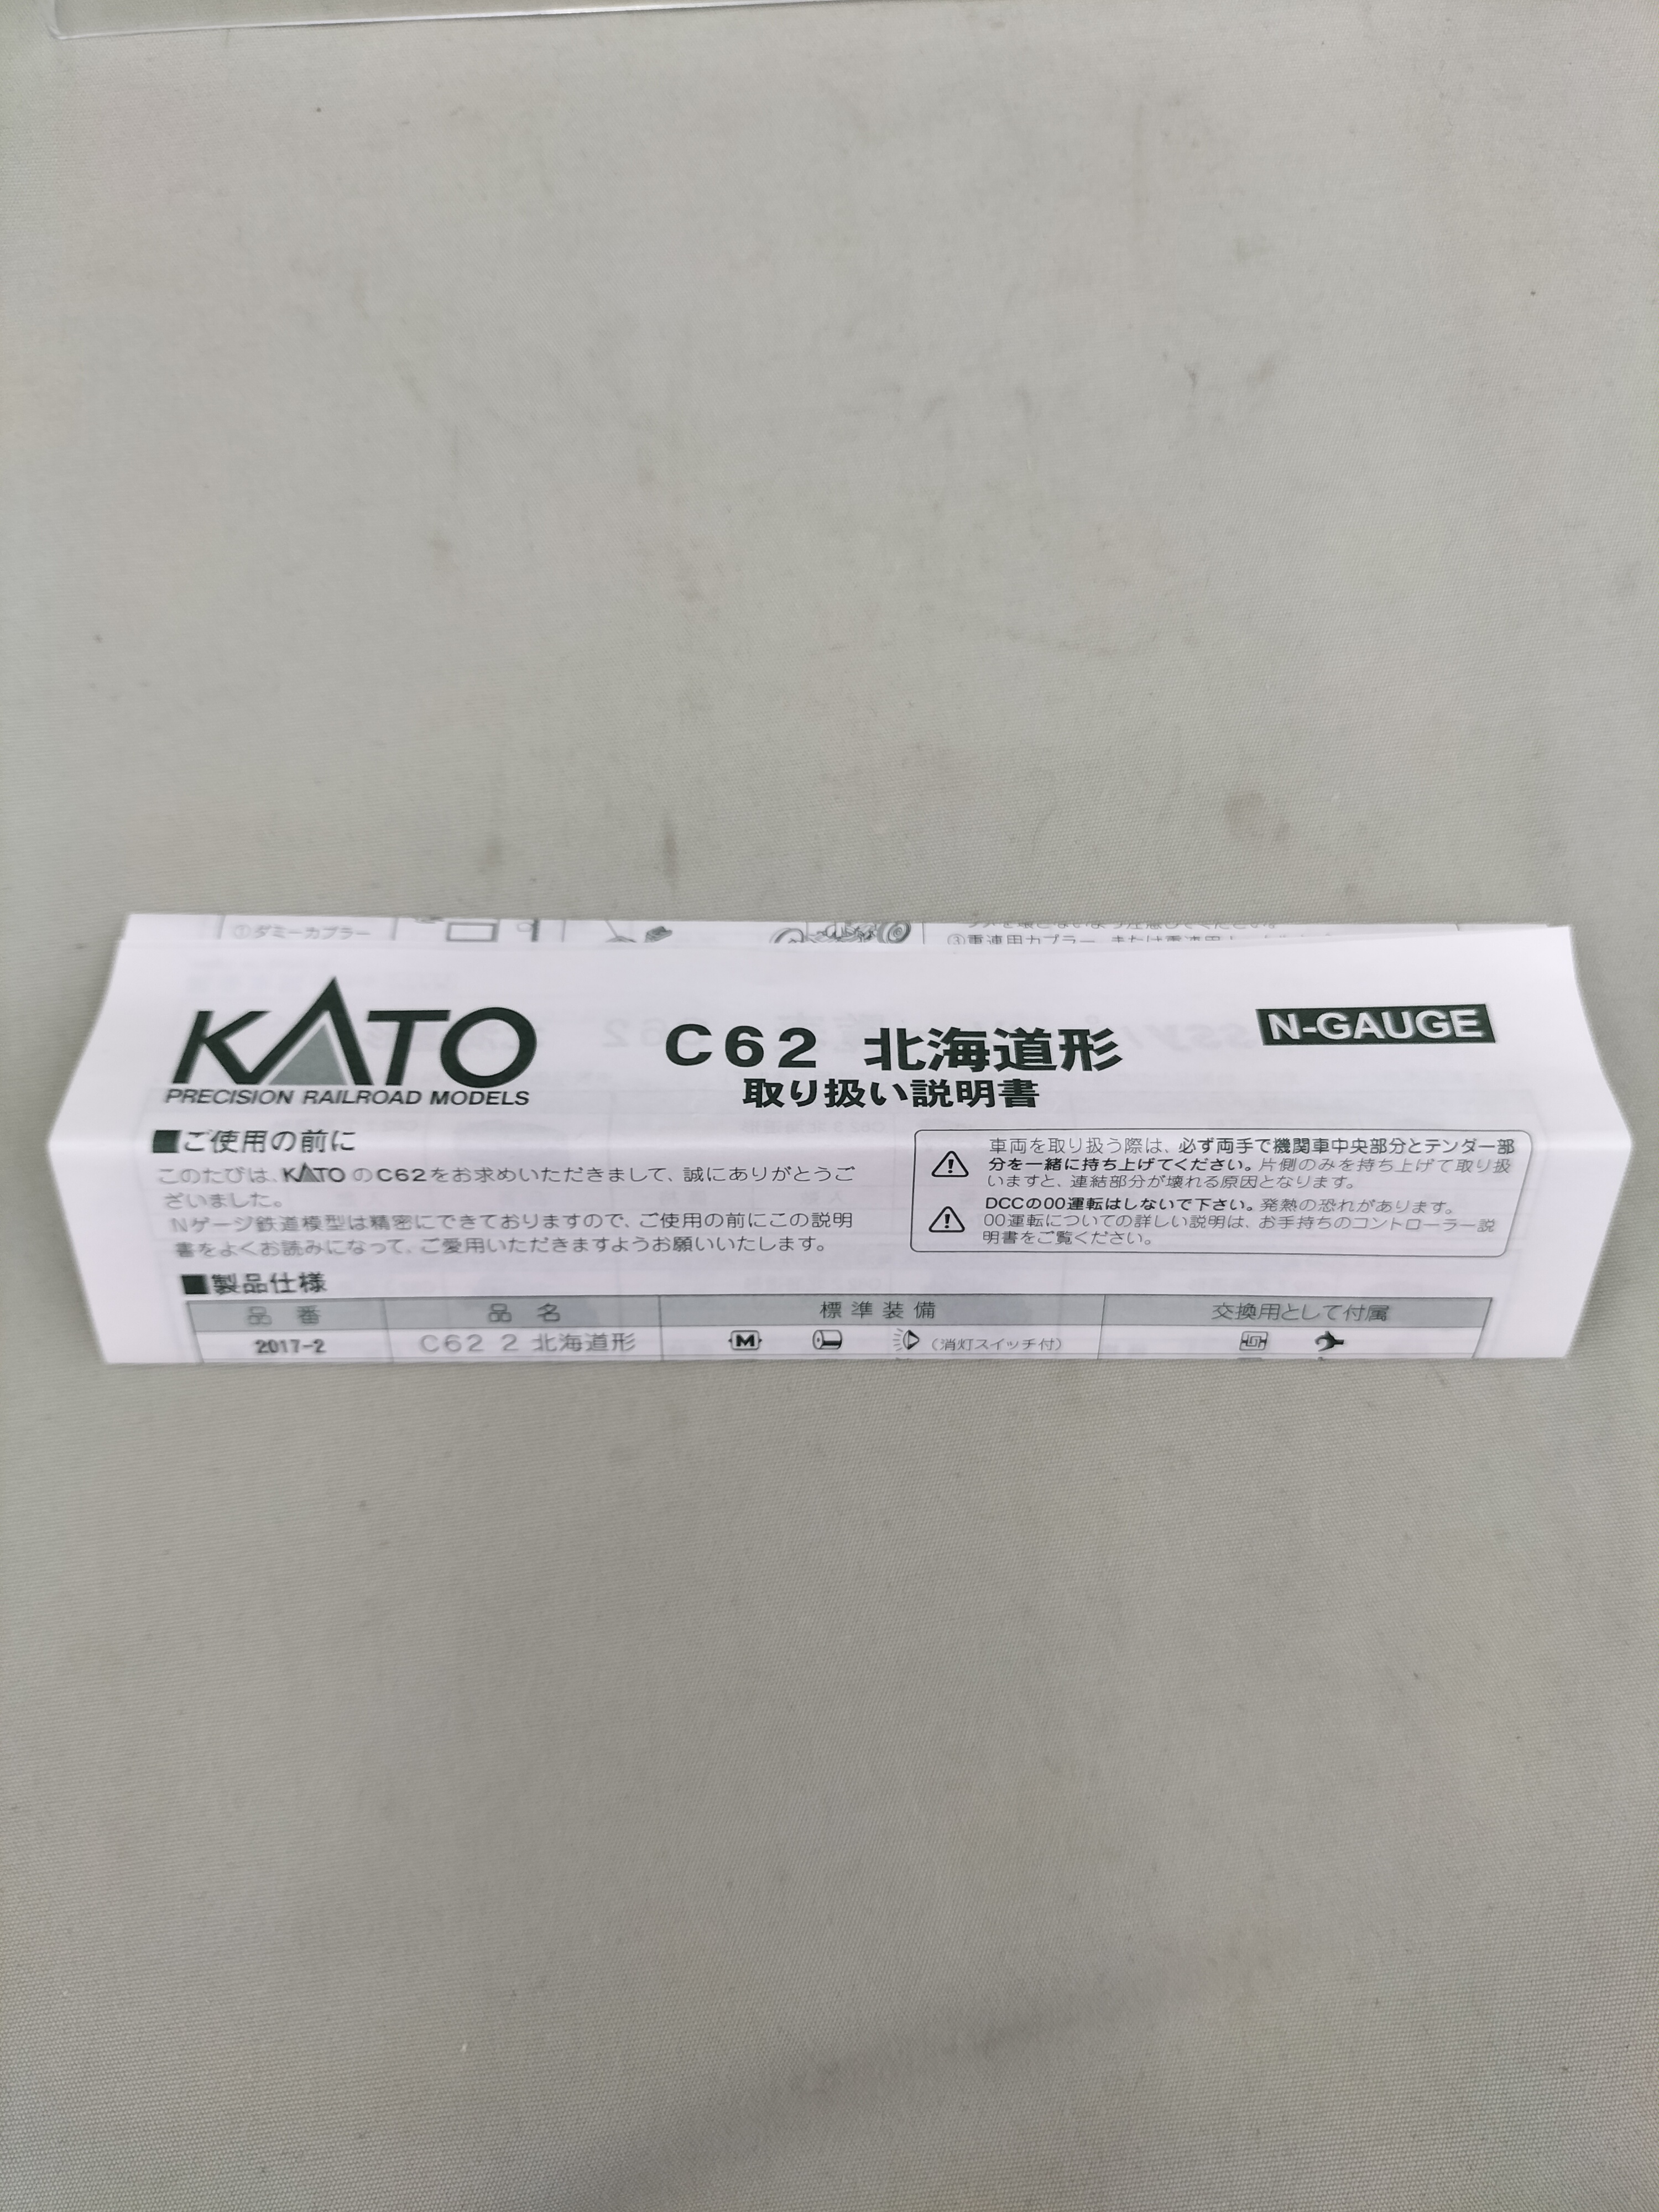 ①ダミーカプラー
KATO
PRECISION RAILROAD MODELS
C62 北海道形
取り扱い説明書
N-GAUGE
■ご使用の前に
このたびは、KATOのC62をお求めいただきまして、誠にありがとうご
ざいました。
Nゲージ鉄道模型は精密にできておりますので、ご使用の前にこの説明
書をよくお読みになって、ご愛用いただきますようお願いいたします。
車両を取り扱う際は、必ず両手で機関車中央部分とテンダー部
分を一緒に持ち上げてください。片側のみを持ち上げて取り扱
いますと、連結部分が壊れる原因となります。
DCCの00運転はしないで下さい。発熱の恐れがあります。
00運転についての詳しい説明は、お手持ちのコントローラー説
明書をご覧ください。
■製品仕様
品番 品名 標準装備 交換用として付属
2017-2 C62 2 北海道形 M (消灯スイッチ付)